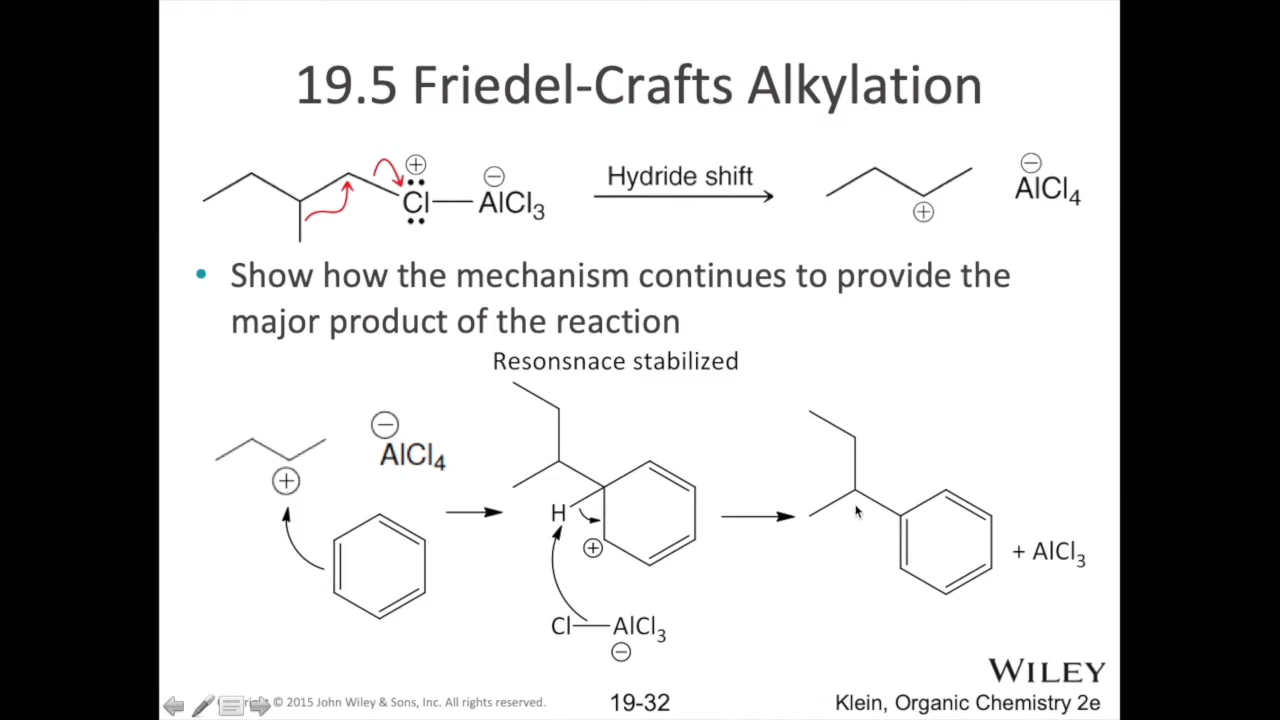 19.5 Friedel-Crafts Alkylation
⊕
Cl—AlCl₃
⊖
Hydride shift
⊕
⊖
AlCl₄
• Show how the mechanism continues to provide the
major product of the reaction
Resonsnace stabilized
⊖
AlCl₄
⊕
H
⊕
Cl—AlCl₃
⊖
+ AlCl₃
WILEY
© 2015 John Wiley & Sons, Inc. All rights reserved.
19-32
Klein, Organic Chemistry 2e